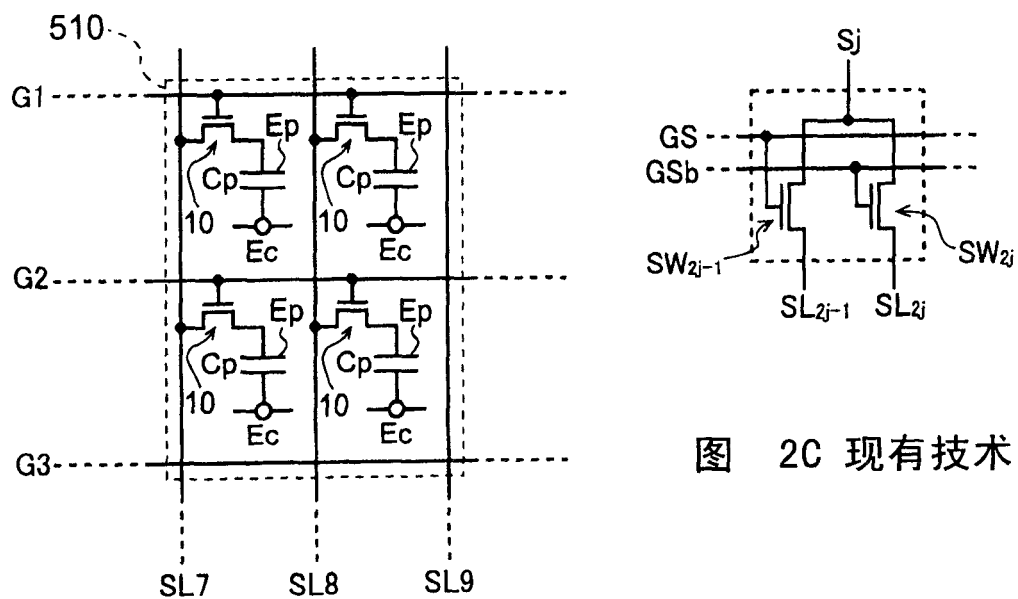 510
G1
Ep
Ep
Cp
Cp
10
10
Ec
Ec
G2
Ep
Ep
Cp
Cp
10
10
Ec
Ec
G3
SL7
SL8
SL9
Sj
GS
GSb
SW2j-1
SW2j
SL2j-1
SL2j
图 2C 现有技术